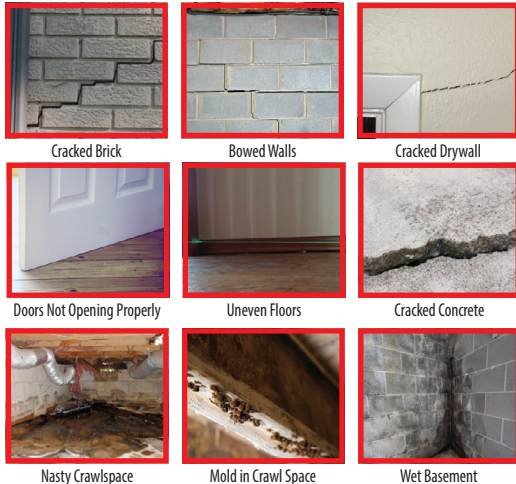 Cracked Brick
Bowed Walls
Cracked Drywall
Doors Not Opening Properly
Uneven Floors
Cracked Concrete
Nasty Crawlspace
Mold in Crawl Space
Wet Basement